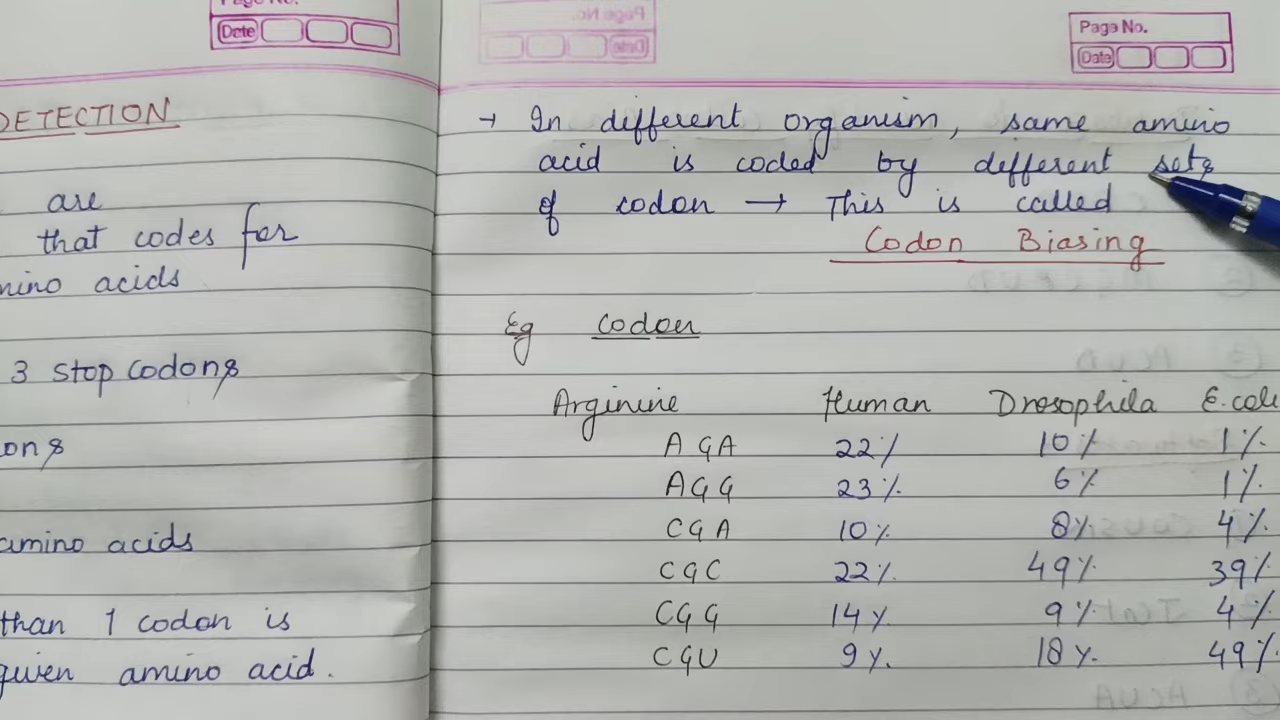 Page No.
Date
DETECTION
are
that codes for
amino acids
3 stop codons
amino acids
than 1 codon is
given amino acid.
Page No.
Date
→ In different organism, same amino
acid is coded by different sets
of codon → This is called
Codon Biasing
Eg Codon
Arginine Human Drosophila E.coli
AGA 22% 10% 1%
AGG 23% 6% 1%
CGA 10% 8% 4%
CGC 22% 49% 39%
CGG 14% 9% 4%
CGU 9%. 18%. 49%